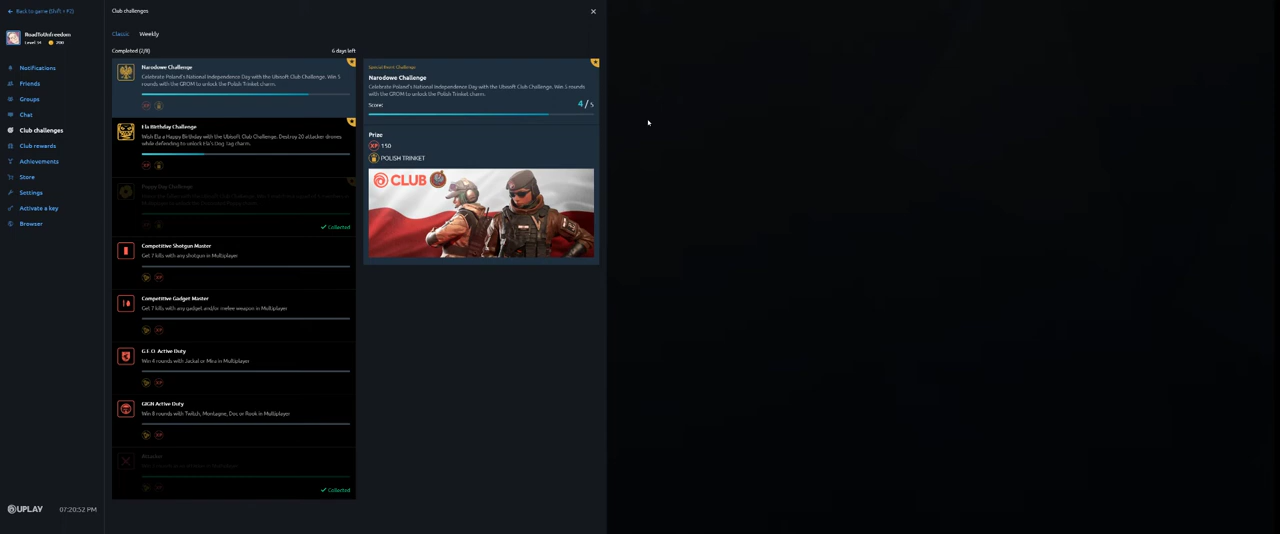 Back to game (Shift + F2)
RoadToUnfreedom
Level 14 200
Notifications
Friends
Groups
Chat
Club challenges
Club rewards
Achievements
Store
Settings
Activate a key
Browser
UPLAY 07:20:52 PM
Club challenges
Classic Weekly
Completed (2/8) 6 days left
Narodowe Challenge
Celebrate Poland's National Independence Day with the Ubisoft Club Challenge. Win 5
rounds with the GROM to unlock the Polish Trinket charm.
XP
Ela Birthday Challenge
Wish Ela a Happy Birthday with the Ubisoft Club Challenge. Destroy 20 attacker drones
while defending to unlock Ela's Dog tag charm.
XP
Challenge
Collected
Competitive Shotgun Master
Get 7 kills with any shotgun in Multiplayer
XP
Competitive Gadget Master
Get 7 kills with any gadget and/or melee weapon in Multiplayer
XP
G.E.O. Active Duty
Win 4 rounds with Jackal or Mira in Multiplayer
XP
GIGN Active Duty
Win 8 rounds with Twitch, Montagne, Doc or Rook in Multiplayer
XP
Collected
Special Event Challenge
Narodowe Challenge
Celebrate Poland's National Independence Day with the Ubisoft Club Challenge. Win 5
rounds with the GROM to unlock the Polish Trinket charm.
Score: 4 / 5
Prize
XP 150
POLISH TRINKET
CLUB